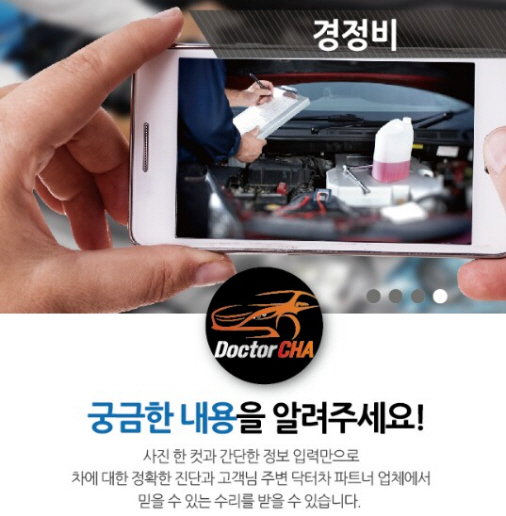 경정비
DoctorCHA
궁금한 내용을 알려주세요!
사진 한 컷과 간단한 정보 입력만으로
차에 대한 정확한 진단과 고객님 주변 닥터차 파트너 업체에서
믿을 수 있는 수리를 받을 수 있습니다.